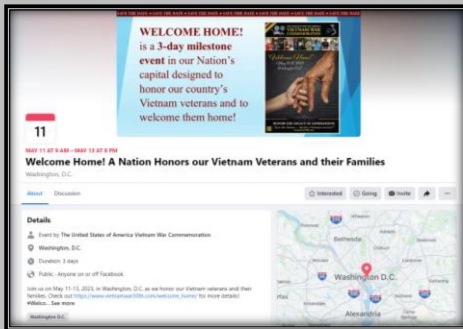 SAVE THE DATE • SAVE THE DATE • SAVE THE DATE • SAVE THE DATE • SAVE THE DATE • SAVE THE DATE
WELCOME HOME!
is a 3-day milestone
event in our Nation's
capital designed to
honor our country's
Vietnam veterans and to
welcome them home!
VIETNAM WAR
COMMEMORATION
Welcome Home!
11
MAY 11 AT 9 AM – MAY 13 AT 8 PM
Welcome Home! A Nation Honors our Vietnam Veterans and their Families
Washington, D.C.
About
Discussion
Interested
Going
Invite
Details
Event by The United States of America Vietnam War Commemoration
Washington, D.C.
Duration: 3 days
Public · Anyone on or off Facebook
Join us on May 11-13, 2023, in Washington, D.C. as we honor our Vietnam veterans and their
families. Check out https://www.vietnamwar50th.com/welcome_home/ for more details!
#Welco... See more
Washington D.C.
Wheaton
Bethesda
Washington D.C.
Alexandria